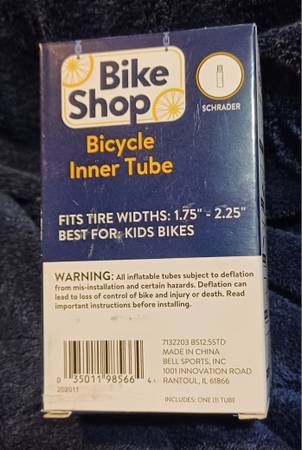 Bike
Shop
SCHRADER
Bicycle
Inner Tube
FITS TIRE WIDTHS: 1.75" - 2.25"
BEST FOR: KIDS BIKES
WARNING: All inflatable tubes subject to deflation
from mis-installation and certain hazards. Deflation can
lead to loss of control of bike and injury or death. Read
important instructions before installing.
7132203 BS12.5STD
MADE IN CHINA
BELL SPORTS, INC
1001 INNOVATION ROAD
RANTOUL, IL 61866
0 35011 98566 4
202011
INCLUDES: ONE (1) TUBE